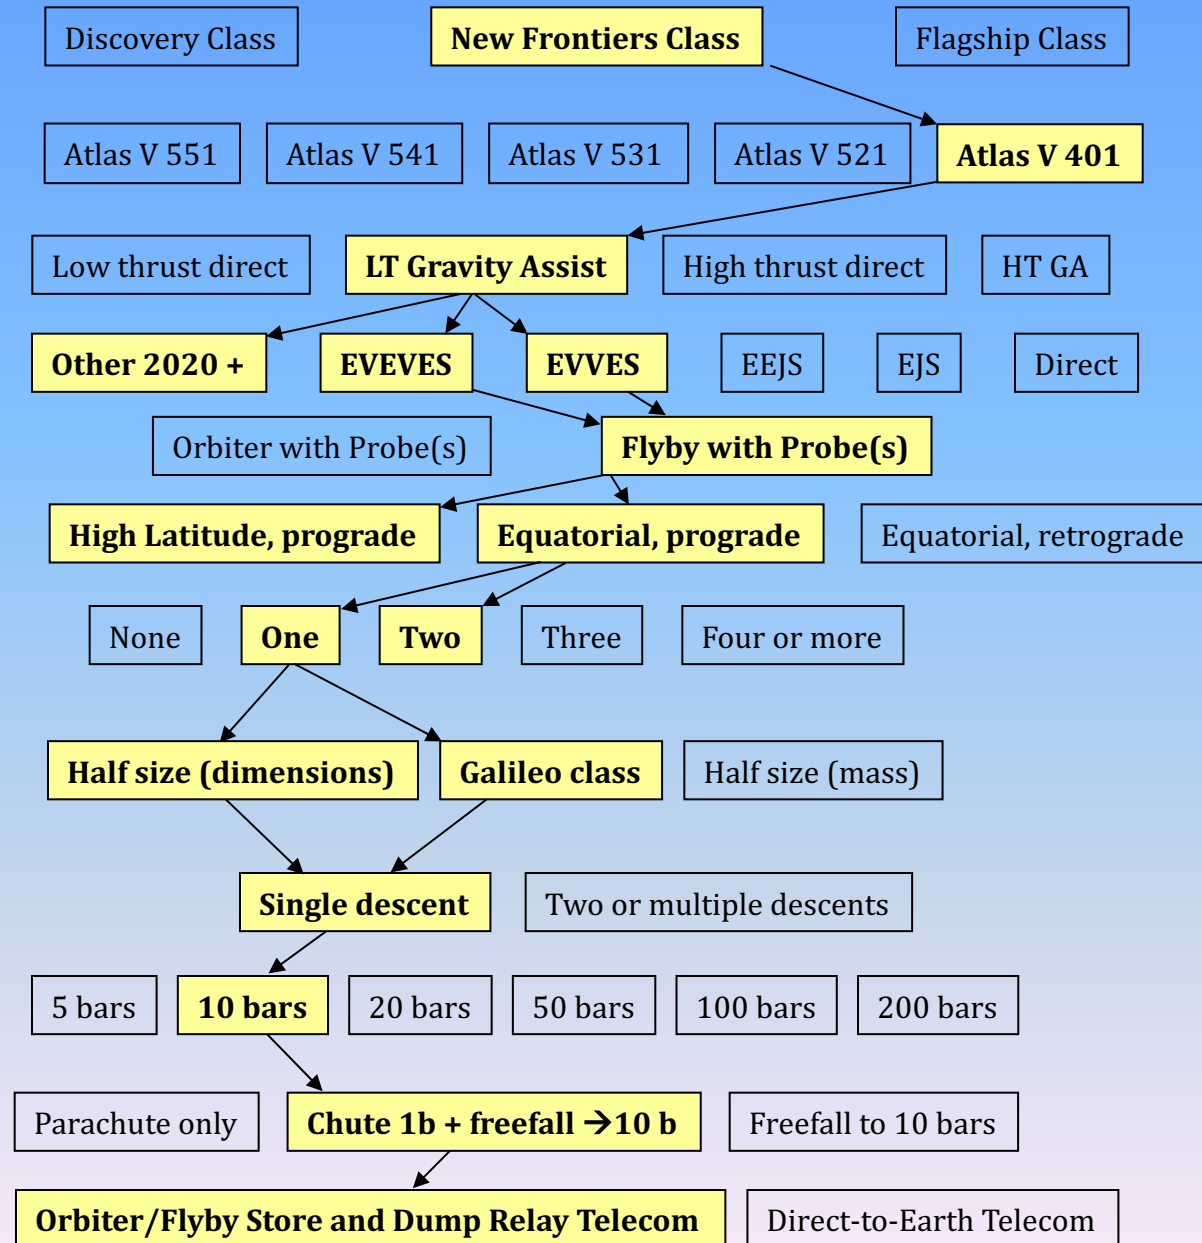 Discovery Class
New Frontiers Class
Flagship Class
Atlas V 551
Atlas V 541
Atlas V 531
Atlas V 521
Atlas V 401
Low thrust direct
LT Gravity Assist
High thrust direct
HT GA
Other 2020 +
EVEVES
EVVES
EEJS
EJS
Direct
Orbiter with Probe(s)
Flyby with Probe(s)
High Latitude, prograde
Equatorial, prograde
Equatorial, retrograde
None
One
Two
Three
Four or more
Half size (dimensions)
Galileo class
Half size (mass)
Single descent
Two or multiple descents
5 bars
10 bars
20 bars
50 bars
100 bars
200 bars
Parachute only
Chute 1b + freefall →10 b
Freefall to 10 bars
Orbiter/Flyby Store and Dump Relay Telecom
Direct-to-Earth Telecom